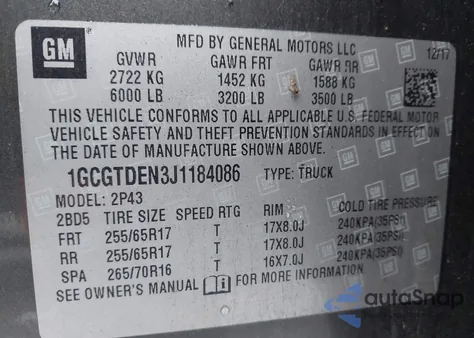 GM
MFD BY GENERAL MOTORS LLC
12/17
GVWR GAWR FRT GAWR RR
2722 KG 1452 KG 1588 KG
6000 LB 3200 LB 3500 LB
THIS VEHICLE CONFORMS TO ALL APPLICABLE U.S. FEDERAL MOTOR
VEHICLE SAFETY AND THEFT PREVENTION STANDARDS IN EFFECT ON
THE DATE OF MANUFACTURE SHOWN ABOVE.
1GCGTDEN3J1184086 TYPE: TRUCK
MODEL: 2P43
2BD5 TIRE SIZE SPEED RTG RIM COLD TIRE PRESSURE
FRT 255/65R17 T 17X8.0J 240KPA(35PSI)
RR 255/65R17 T 17X8.0J 240KPA(35PSI)
SPA 265/70R16 T 16X7.0J 240KPA(35PSI)
SEE OWNER'S MANUAL FOR MORE INFORMATION.
autoSnap